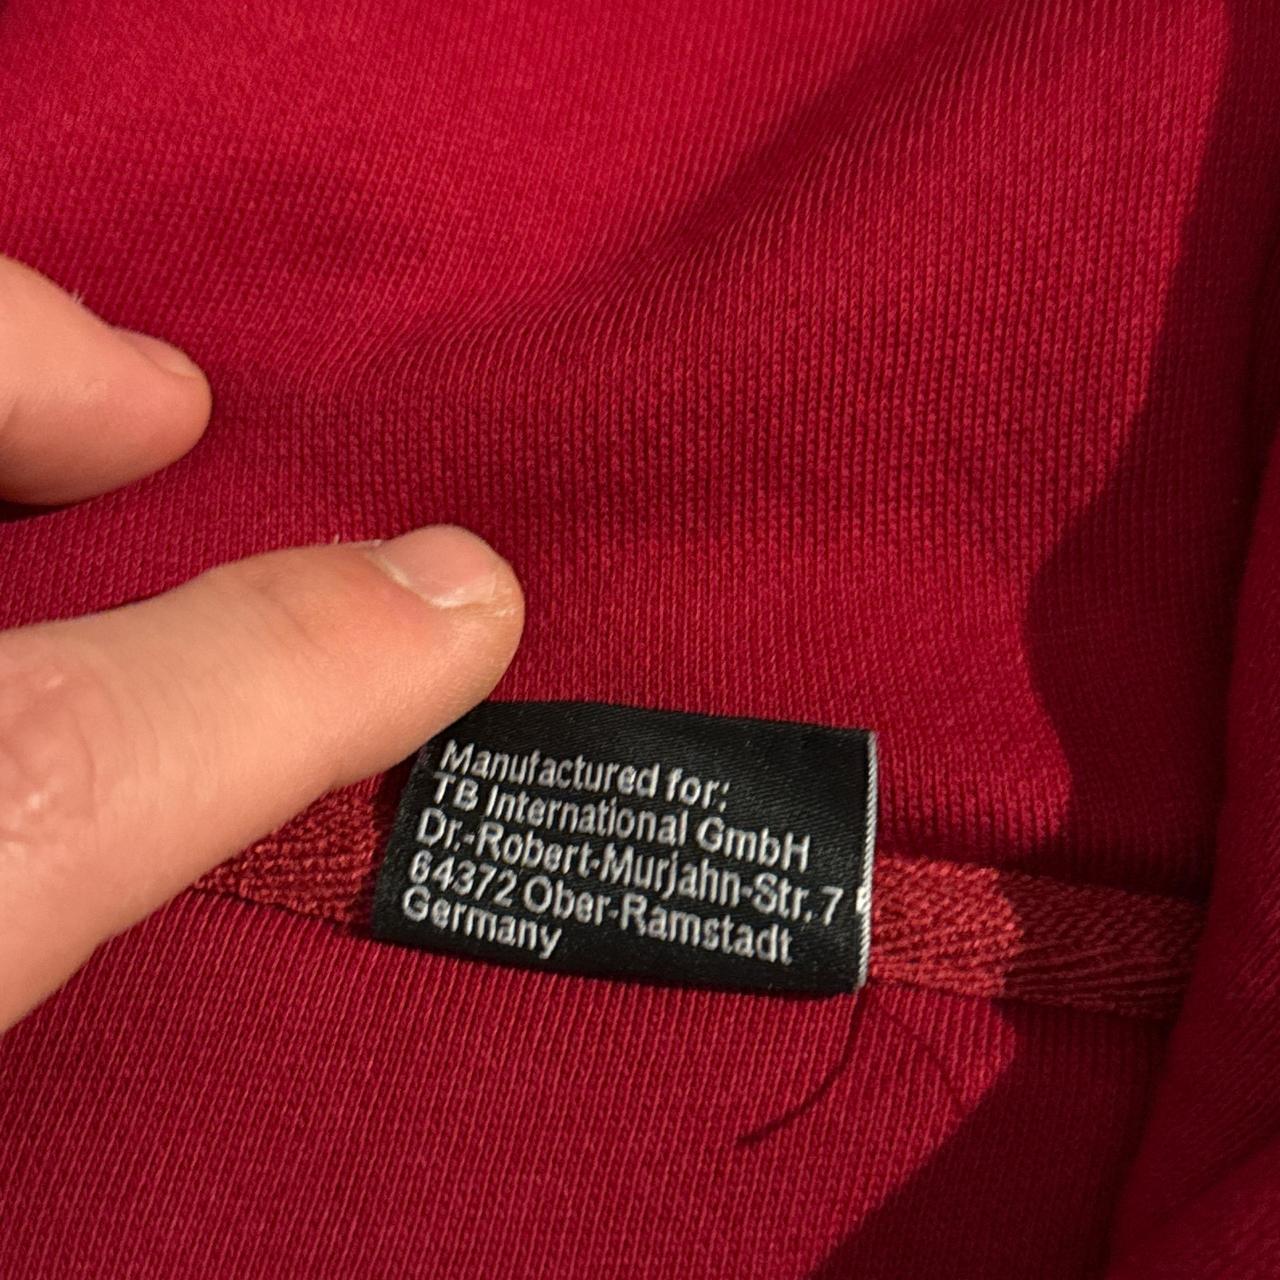 Manufactured for:
TB International GmbH
Dr.-Robert-Murjahn-Str. 7
64372 Ober-Ramstadt
Germany